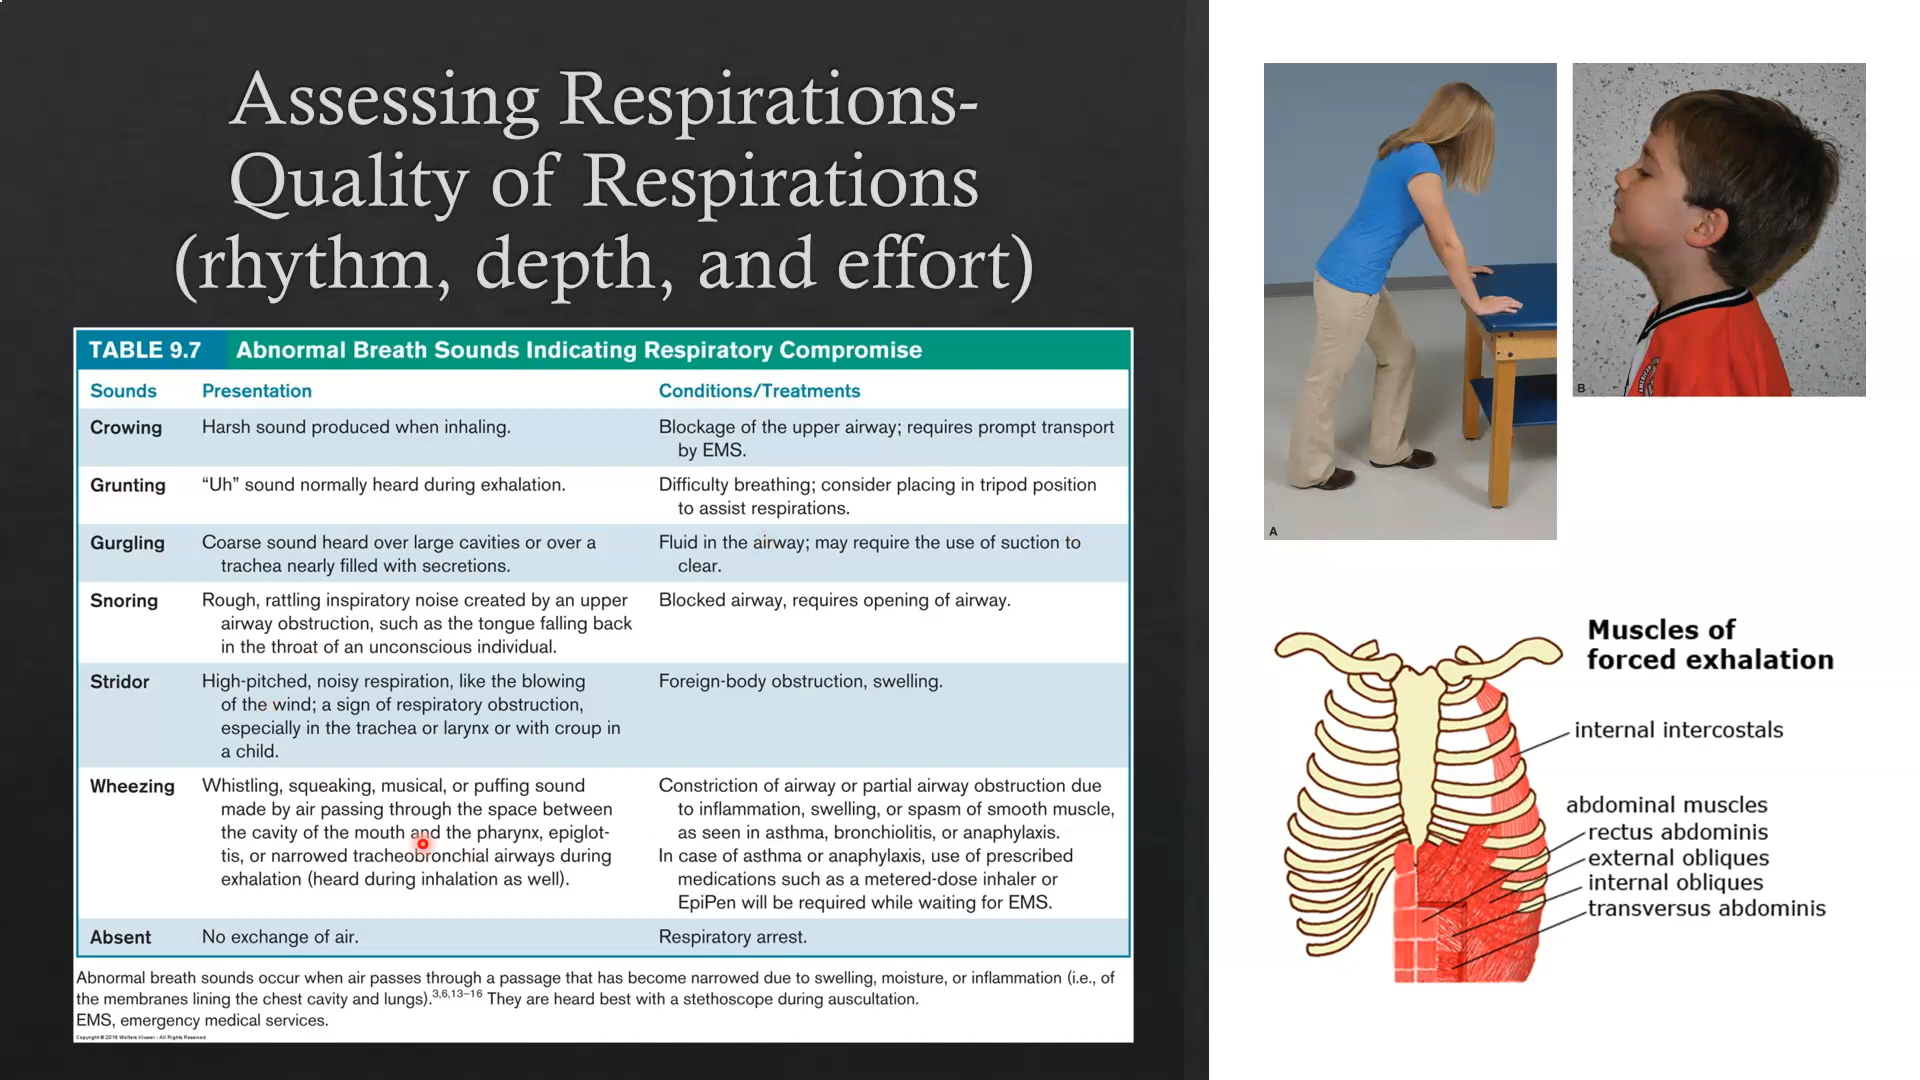 Assessing Respirations-
Quality of Respirations
(rhythm, depth, and effort)
TABLE 9.7 Abnormal Breath Sounds Indicating Respiratory Compromise
Sounds Presentation Conditions/Treatments
Crowing Harsh sound produced when inhaling. Blockage of the upper airway; requires prompt transport
by EMS.
Grunting “Uh” sound normally heard during exhalation. Difficulty breathing; consider placing in tripod position
to assist respirations.
Gurgling Coarse sound heard over large cavities or over a Fluid in the airway; may require the use of suction to
trachea nearly filled with secretions. clear.
Snoring Rough, rattling inspiratory noise created by an upper Blocked airway, requires opening of airway.
airway obstruction, such as the tongue falling back
in the throat of an unconscious individual.
Stridor High-pitched, noisy respiration, like the blowing Foreign-body obstruction, swelling.
of the wind; a sign of respiratory obstruction,
especially in the trachea or larynx or with croup in
a child.
Wheezing Whistling, squeaking, musical, or puffing sound Constriction of airway or partial airway obstruction due
made by air passing through the space between to inflammation, swelling, or spasm of smooth muscle,
the cavity of the mouth and the pharynx, epiglot- as seen in asthma, bronchiolitis, or anaphylaxis.
tis, or narrowed tracheobronchial airways during In case of asthma or anaphylaxis, use of prescribed
exhalation (heard during inhalation as well). medications such as a metered-dose inhaler or
EpiPen will be required while waiting for EMS.
Absent No exchange of air. Respiratory arrest.
Abnormal breath sounds occur when air passes through a passage that has become narrowed due to swelling, moisture, or inflammation (i.e., of
the membranes lining the chest cavity and lungs).3,6,13–16 They are heard best with a stethoscope during auscultation.
EMS, emergency medical services.
Copyright © 2016 Wolters Kluwer - All Rights Reserved
A
B
Muscles of
forced exhalation
internal intercostals
abdominal muscles
rectus abdominis
external obliques
internal obliques
transversus abdominis